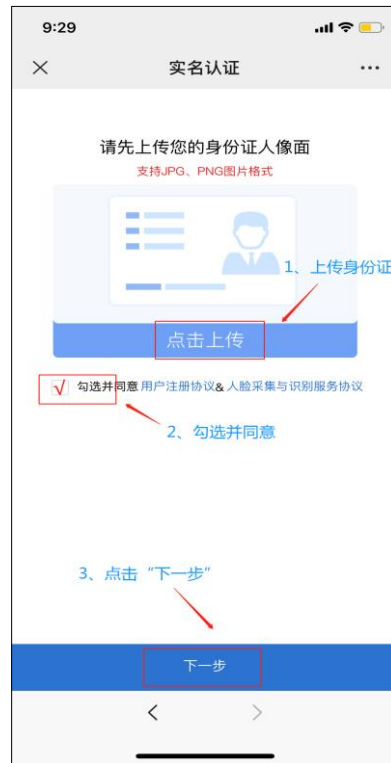 9:29
实名认证
请先上传您的身份证人像面
支持JPG、PNG图片格式
1、上传身份证
点击上传
√ 勾选并同意 用户注册协议&人脸采集与识别服务协议
2、勾选并同意
3、点击“下一步”
下一步